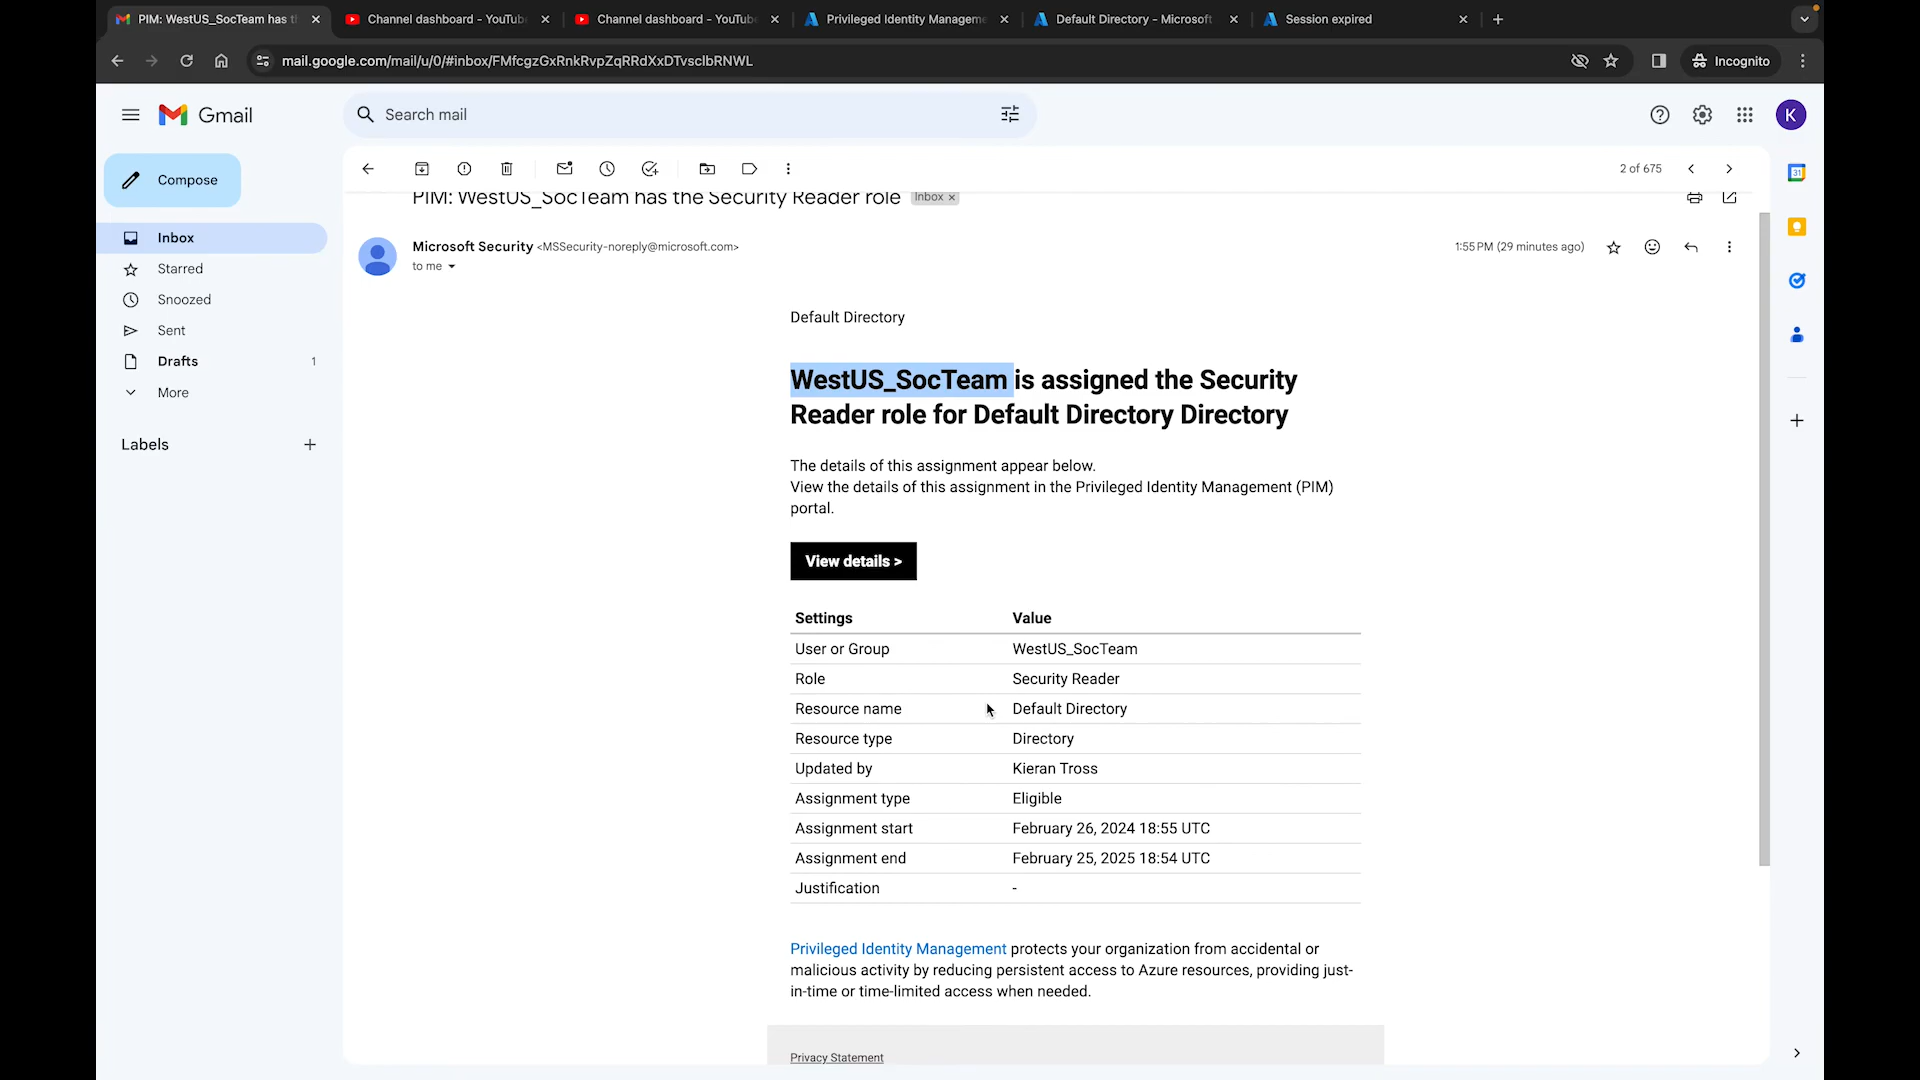 PIM: WestUS_SocTeam has t
Channel dashboard - YouTub
Channel dashboard - YouTube
Privileged Identity Manageme
Default Directory - Microsoft
Session expired
mail.google.com/mail/u/0/#inbox/FMfcgzGxRnkRvpZqRRdXxDTvsclbRNWL
Incognito
Gmail
Search mail
K
Compose
2 of 675
31
PIM: WestUS_SocTeam has the Security Reader role
Inbox ×
Inbox
Microsoft Security <MSSecurity-noreply@microsoft.com>
1:55 PM (29 minutes ago)
to me
Starred
Snoozed
Sent
Drafts 1
More
Labels
Default Directory
WestUS_SocTeam is assigned the Security
Reader role for Default Directory Directory
The details of this assignment appear below.
View the details of this assignment in the Privileged Identity Management (PIM)
portal.
View details >
Settings Value
User or Group WestUS_SocTeam
Role Security Reader
Resource name Default Directory
Resource type Directory
Updated by Kieran Tross
Assignment type Eligible
Assignment start February 26, 2024 18:55 UTC
Assignment end February 25, 2025 18:54 UTC
Justification -
Privileged Identity Management protects your organization from accidental or
malicious activity by reducing persistent access to Azure resources, providing just-
in-time or time-limited access when needed.
Privacy Statement